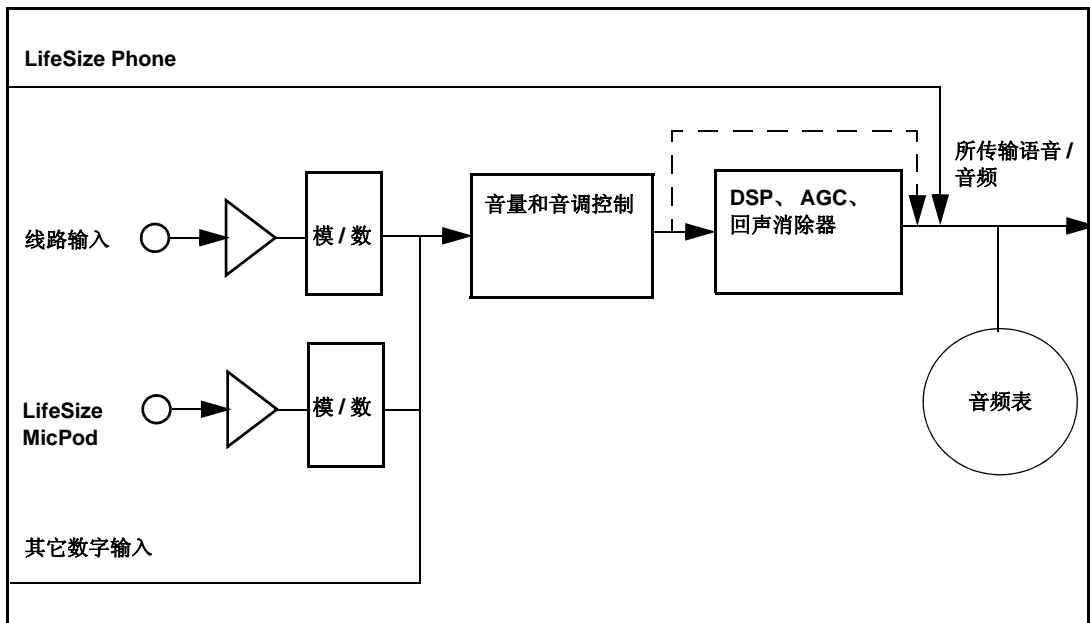 LifeSize Phone
所传输语音 /
音频
线路输入
模 / 数
音量和音调控制
DSP、 AGC、
回声消除器
LifeSize
MicPod
模 / 数
音频表
其它数字输入